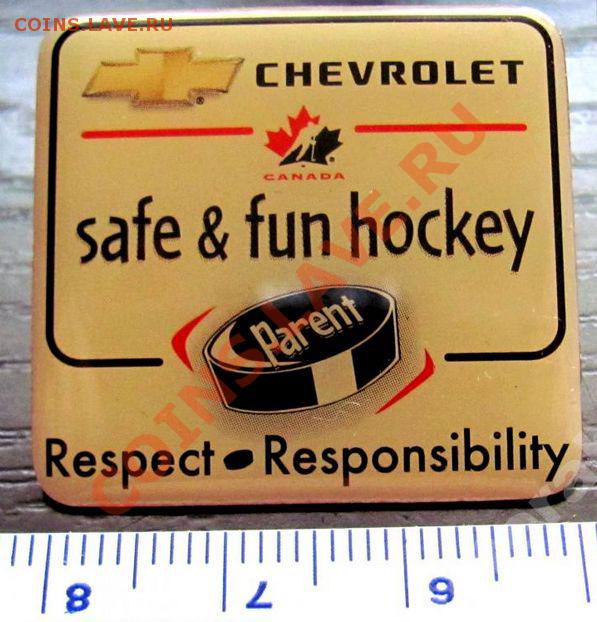 COINS.LAVE.RU
CHEVROLET
CANADA
safe & fun hockey
Parent
Respect • Responsibility
COINS.LAVE.RU
8 7 6